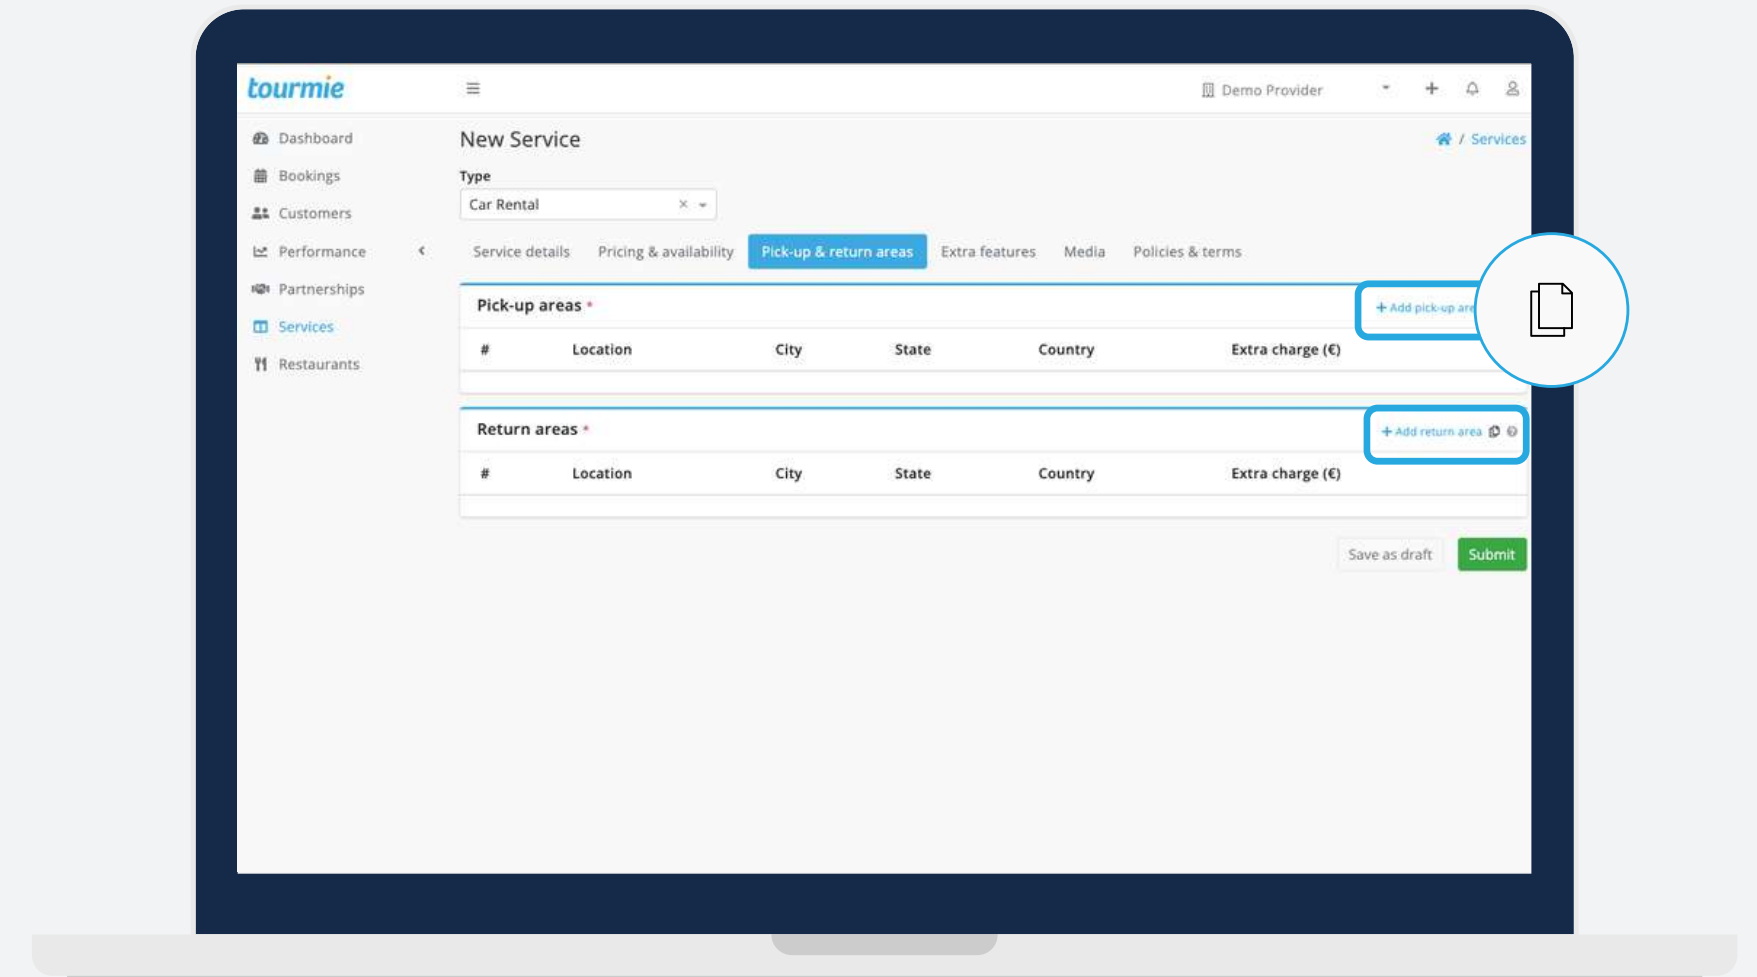 tourmie
Demo Provider
Dashboard
Bookings
Customers
Performance
Partnerships
Services
Restaurants
New Service
/ Services
Type
Car Rental
Service details Pricing & availability Pick-up & return areas Extra features Media Policies & terms
Pick-up areas *
+ Add pick-up are
# Location City State Country Extra charge (€)
Return areas *
+ Add return area
# Location City State Country Extra charge (€)
Save as draft Submit